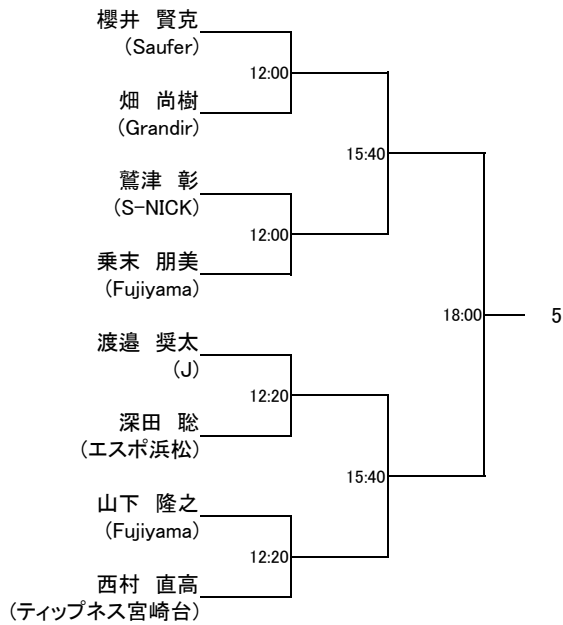 櫻井　賢克
(Saufer)
12:00
畑　尚樹
(Grandir)
15:40
鷲津　彰
(S-NICK)
12:00
乗末　朋美
(Fujiyama)
18:00
5
渡邉　奨太
(J)
12:20
深田　聡
(エスポ浜松)
15:40
山下　隆之
(Fujiyama)
12:20
西村　直高
(ティップネス宮崎台)